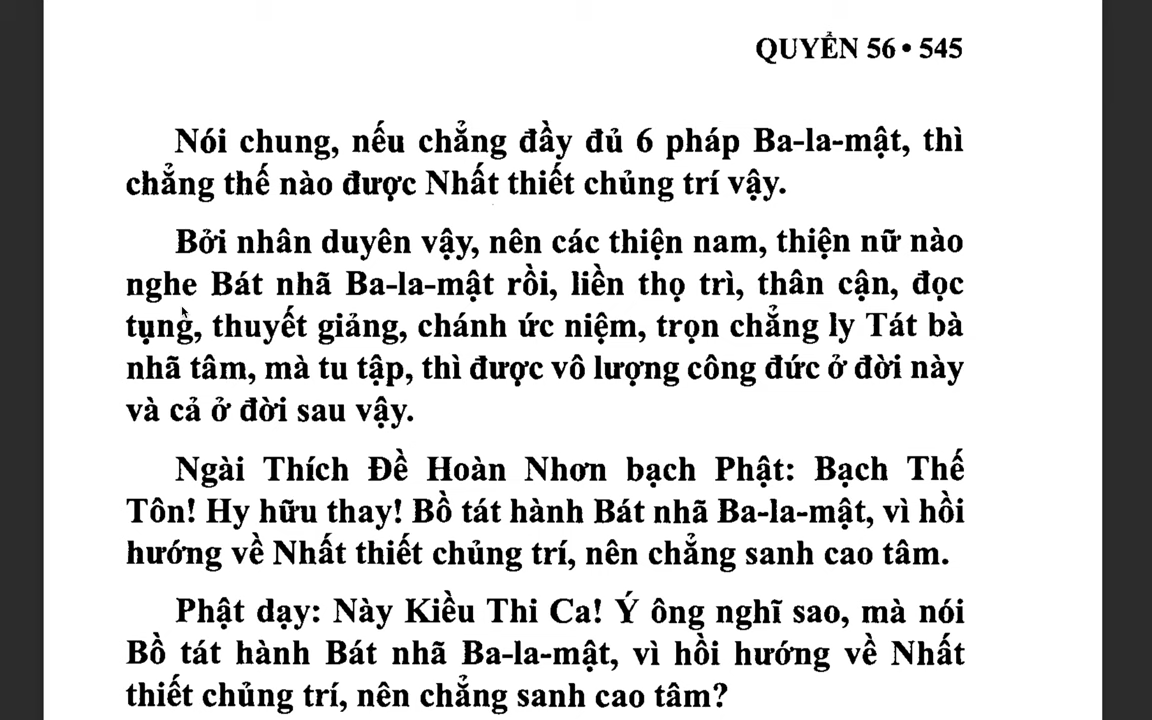 QUYỂN 56 • 545
Nói chung, nếu chẳng đầy đủ 6 pháp Ba-la-mật, thì
chẳng thế nào được Nhất thiết chủng trí vậy.
Bởi nhân duyên vậy, nên các thiện nam, thiện nữ nào
nghe Bát nhã Ba-la-mật rồi, liền thọ trì, thân cận, đọc
tụng, thuyết giảng, chánh ức niệm, trọn chẳng ly Tát bà
nhã tâm, mà tu tập, thì được vô lượng công đức ở đời này
và cả ở đời sau vậy.
Ngài Thích Đề Hoàn Nhơn bạch Phật: Bạch Thế
Tôn! Hy hữu thay! Bồ tát hành Bát nhã Ba-la-mật, vì hồi
hướng về Nhất thiết chủng trí, nên chẳng sanh cao tâm.
Phật dạy: Này Kiều Thi Ca! Ý ông nghĩ sao, mà nói
Bồ tát hành Bát nhã Ba-la-mật, vì hồi hướng về Nhất
thiết chủng trí, nên chẳng sanh cao tâm?